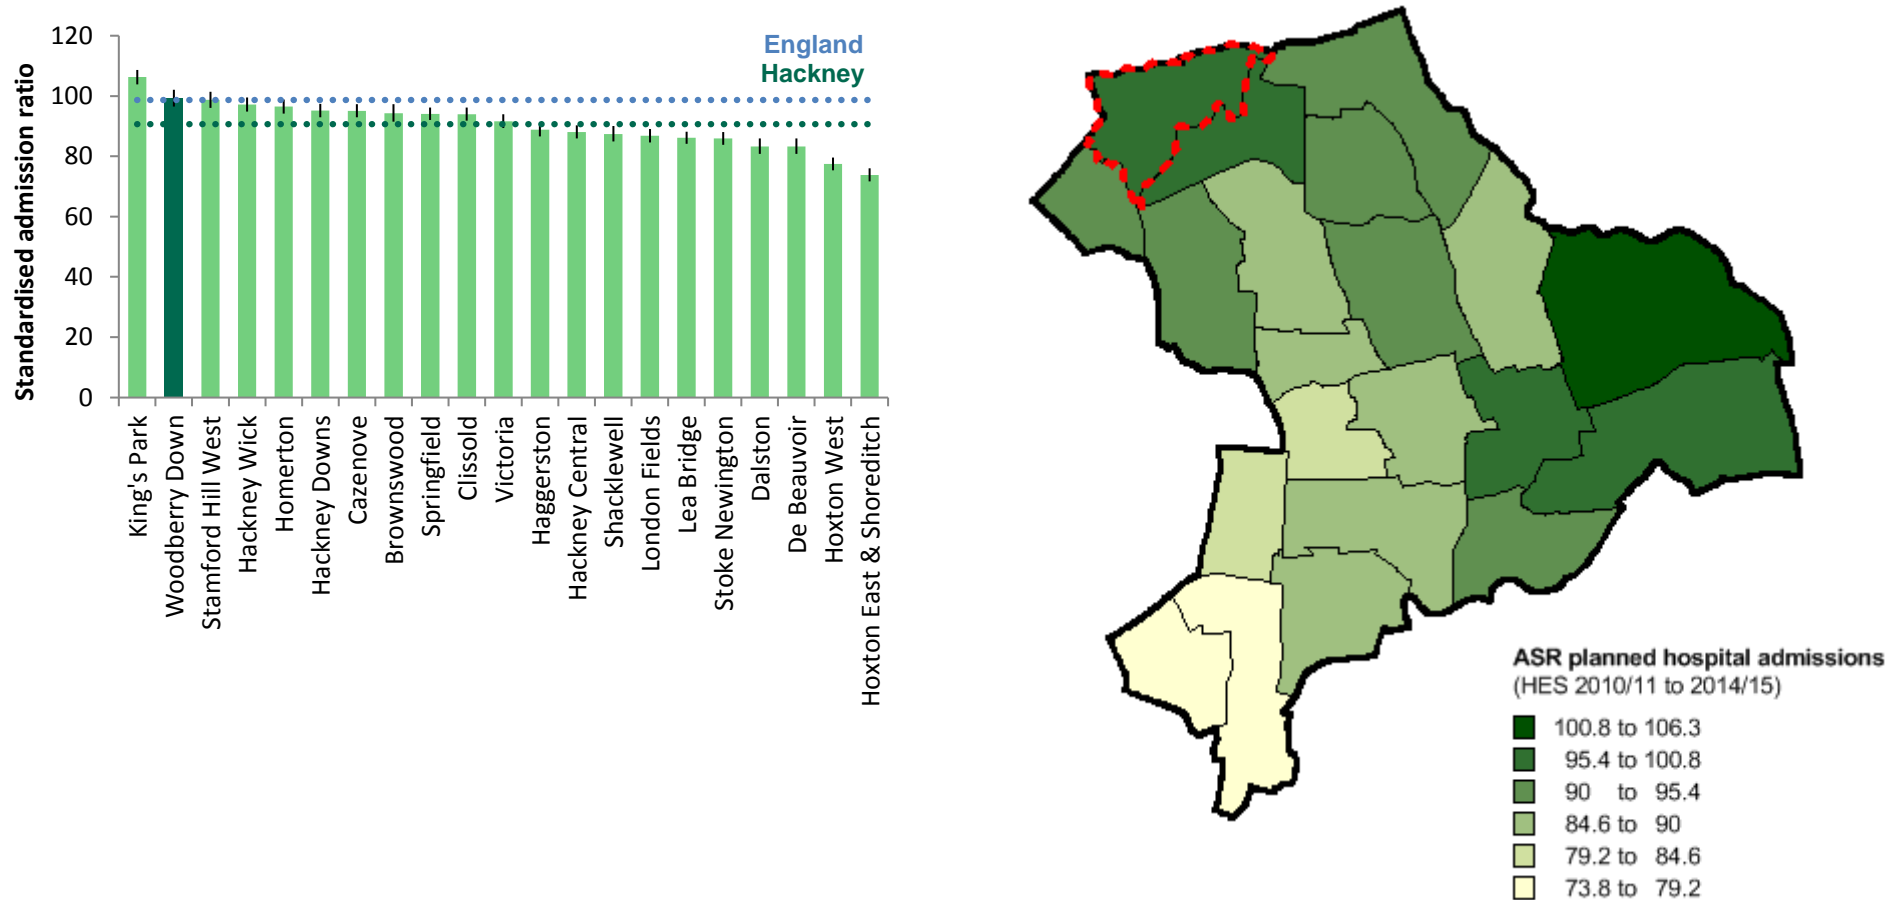 120
100
80
60
40
20
0
Standardised admission ratio
England
Hackney
King's Park
Woodberry Down
Stamford Hill West
Hackney Wick
Homerton
Hackney Downs
Cazenove
Brownswood
Springfield
Clissold
Victoria
Haggerston
Hackney Central
Shacklewell
London Fields
Lea Bridge
Stoke Newington
Dalston
De Beauvoir
Hoxton West
Hoxton East & Shoreditch
ASR planned hospital admissions
(HES 2010/11 to 2014/15)
100.8 to 106.3
95.4 to 100.8
90 to 95.4
84.6 to 90
79.2 to 84.6
73.8 to 79.2